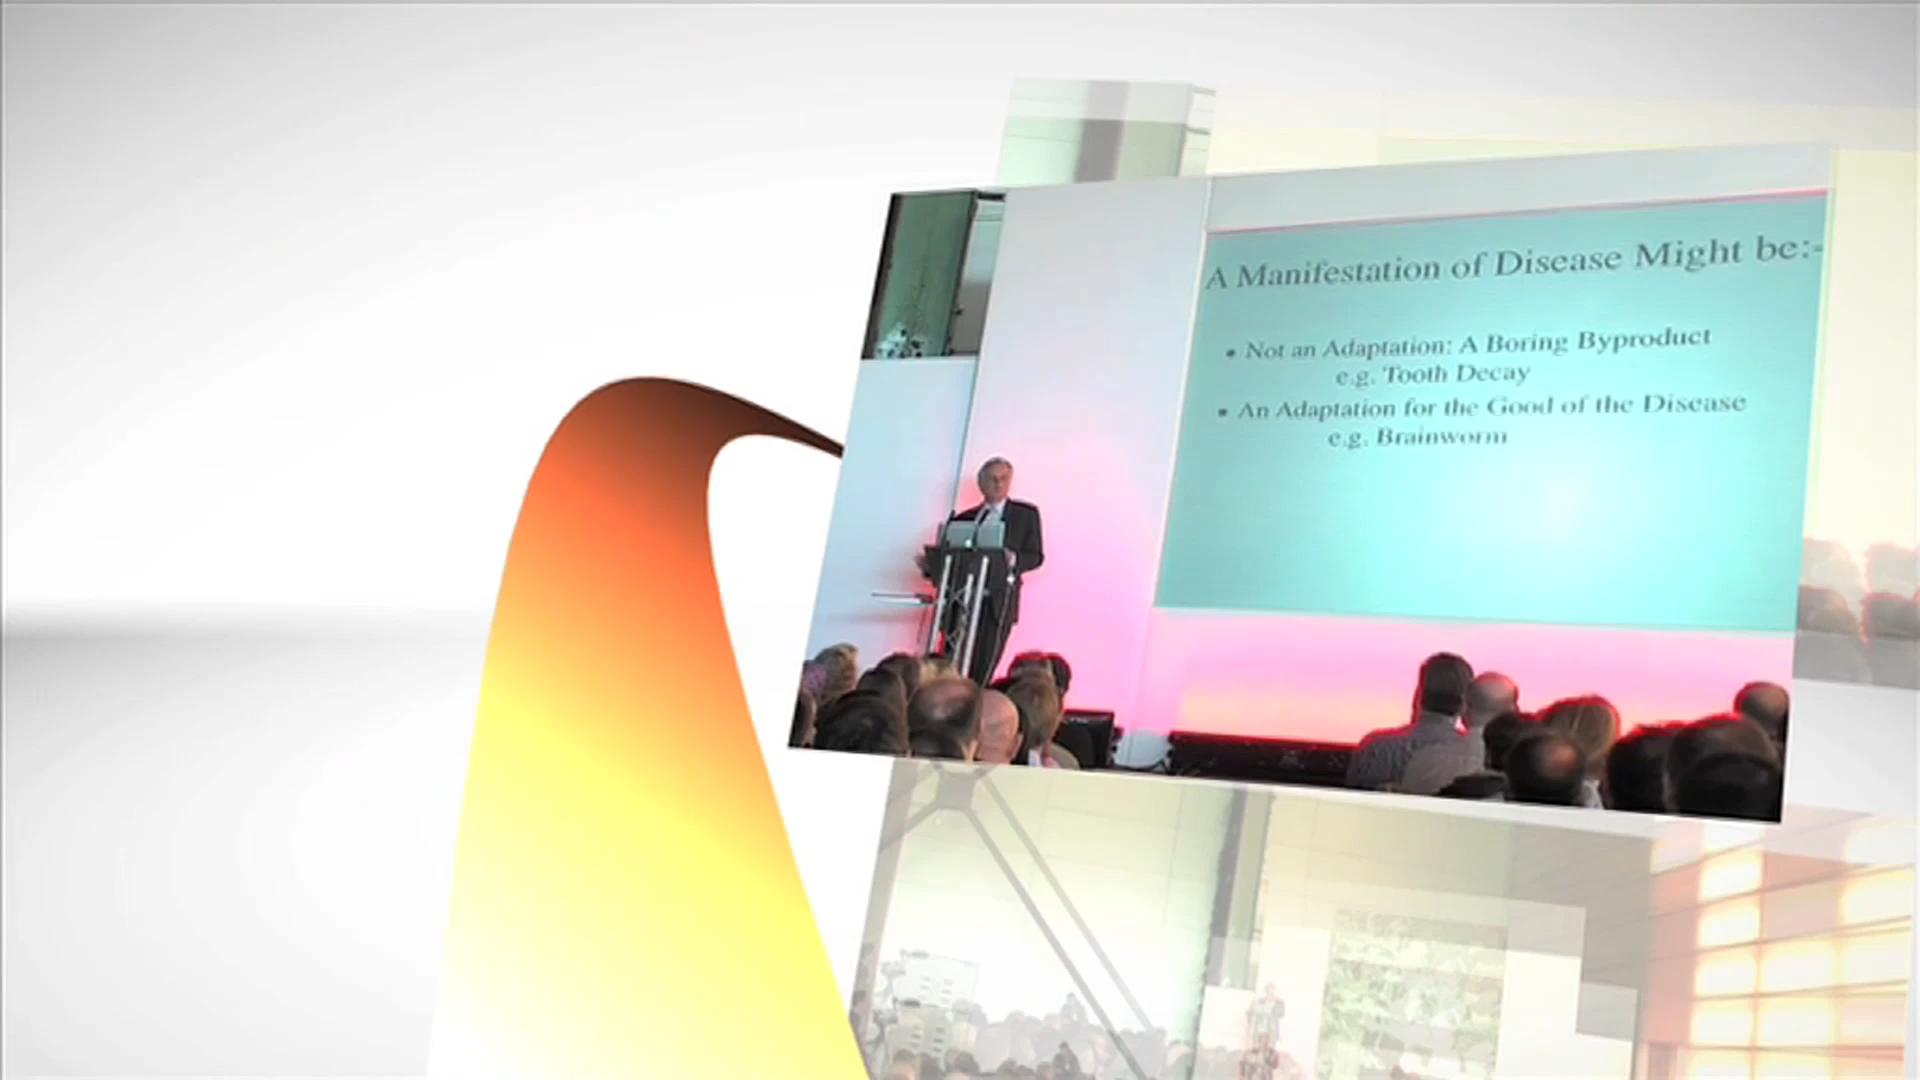 A Manifestation of Disease Might be:-
• Not an Adaptation: A Boring Byproduct
e.g. Tooth Decay
• An Adaptation for the Good of the Disease
e.g. Brainworm